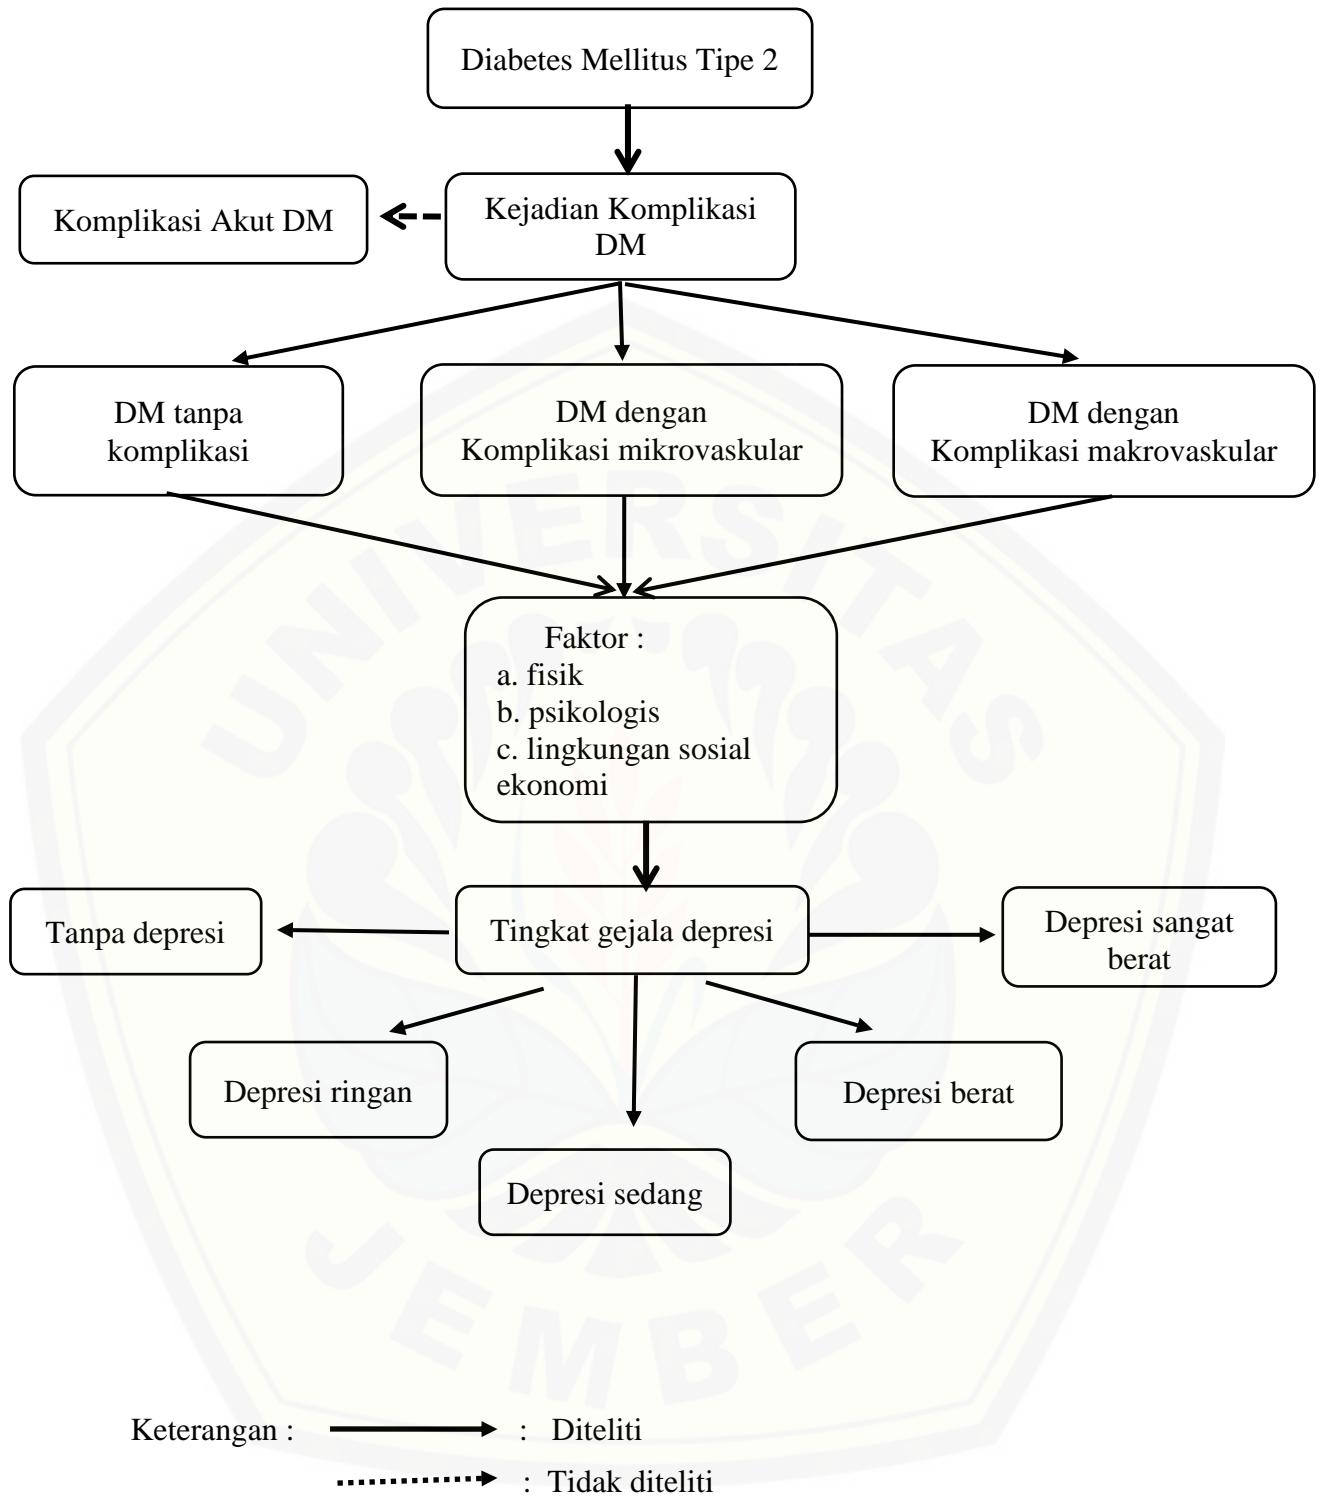 Diabetes Mellitus Tipe 2
Komplikasi Akut DM
Kejadian Komplikasi
DM
DM tanpa
komplikasi
DM dengan
Komplikasi mikrovaskular
DM dengan
Komplikasi makrovaskular
Faktor :
a. fisik
b. psikologis
c. lingkungan sosial
ekonomi
Tanpa depresi
Tingkat gejala depresi
Depresi sangat
berat
Depresi ringan
Depresi berat
Depresi sedang
Keterangan : : Diteliti
: Tidak diteliti
UNIVERSITAS
JEMBER